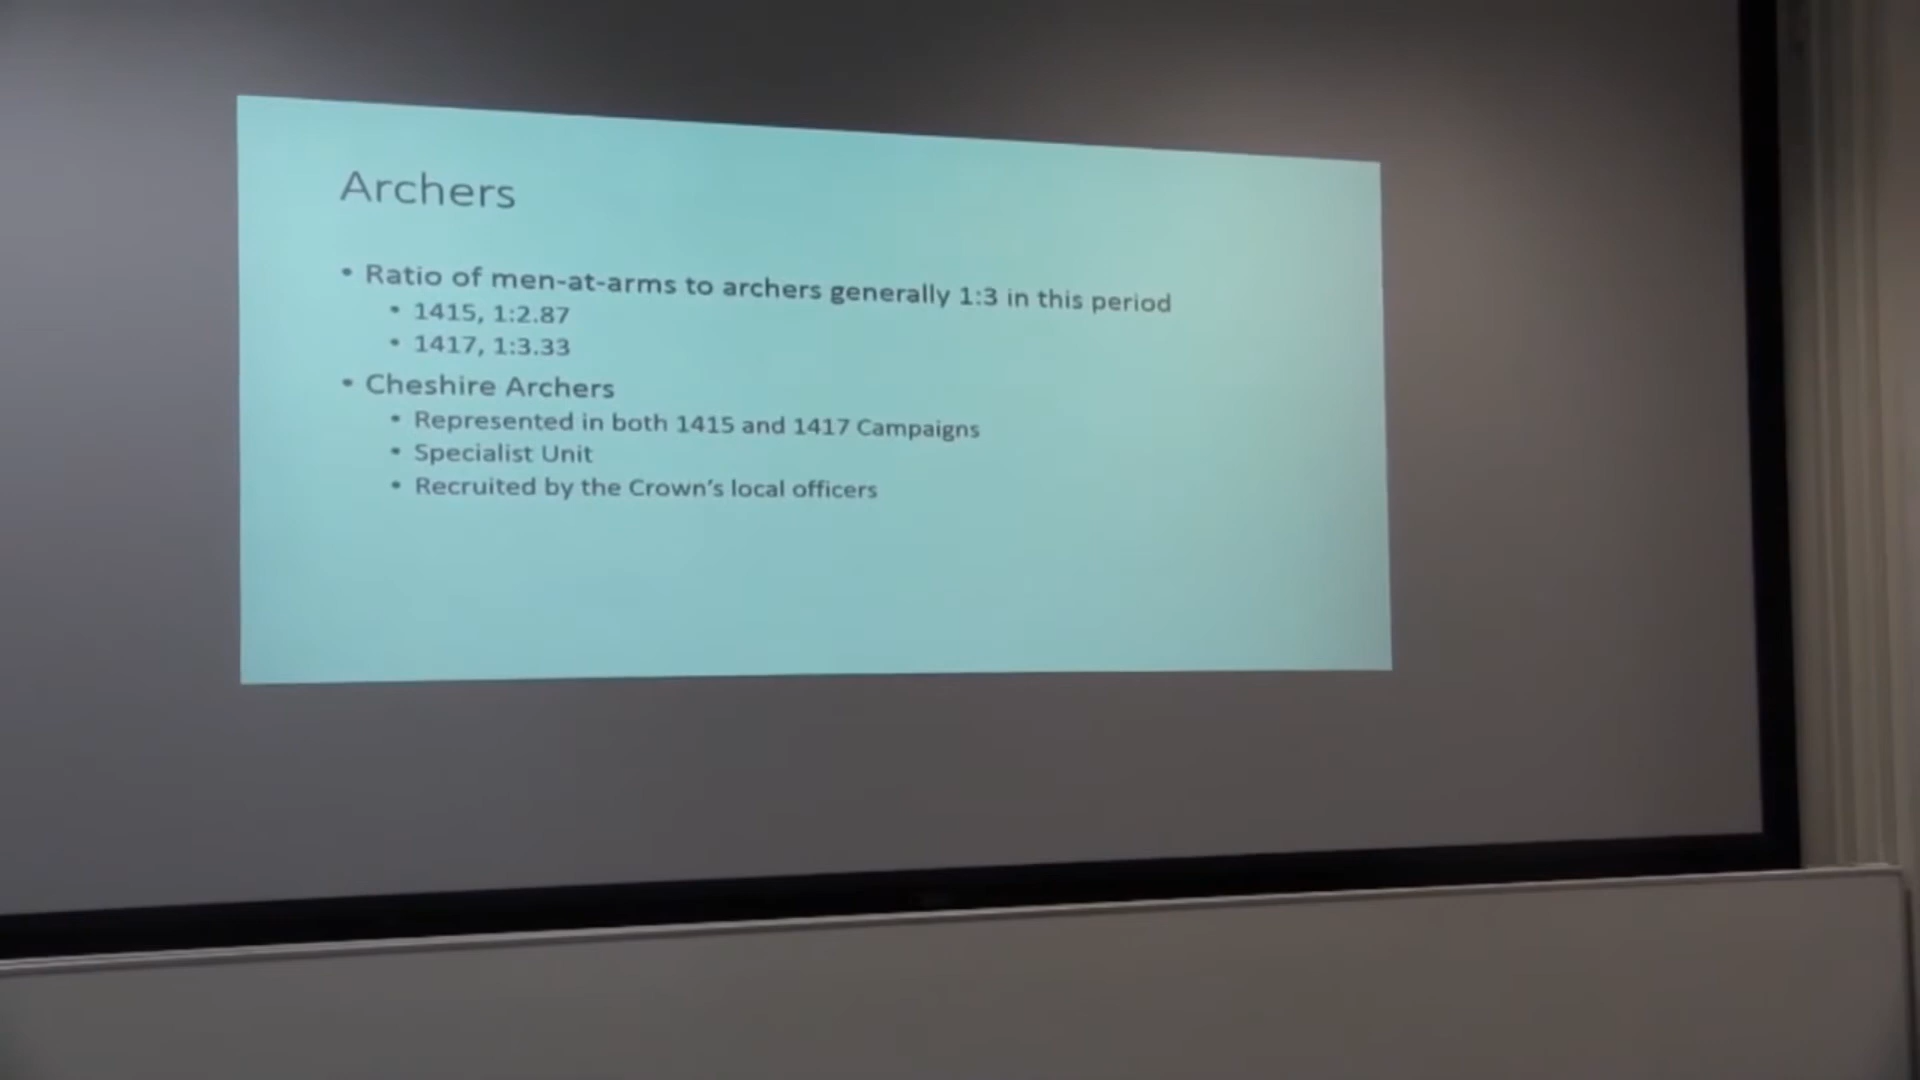 Archers
• Ratio of men-at-arms to archers generally 1:3 in this period
• 1415, 1:2.87
• 1417, 1:3.33
• Cheshire Archers
• Represented in both 1415 and 1417 Campaigns
• Specialist Unit
• Recruited by the Crown's local officers